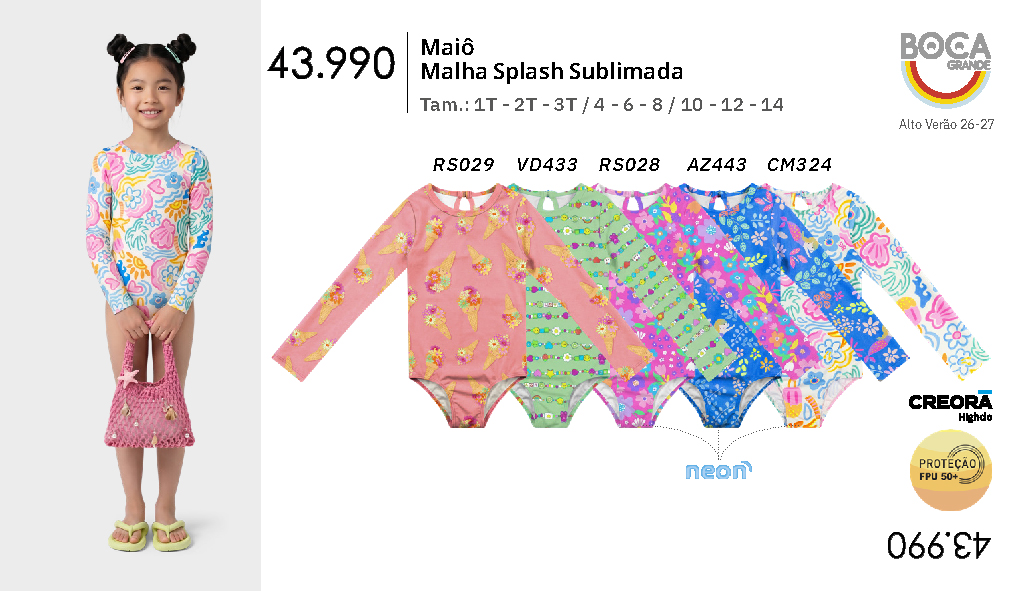 43.990
Maiô
Malha Splash Sublimada
Tam.: 1T - 2T - 3T / 4 - 6 - 8 / 10 - 12 - 14
BOCA
GRANDE
Alto Verão 26-27
RS029 VD433 RS028 AZ443 CM324
neon
CREORA
Highclo
PROTEÇÃO
FPU 50+
43.990